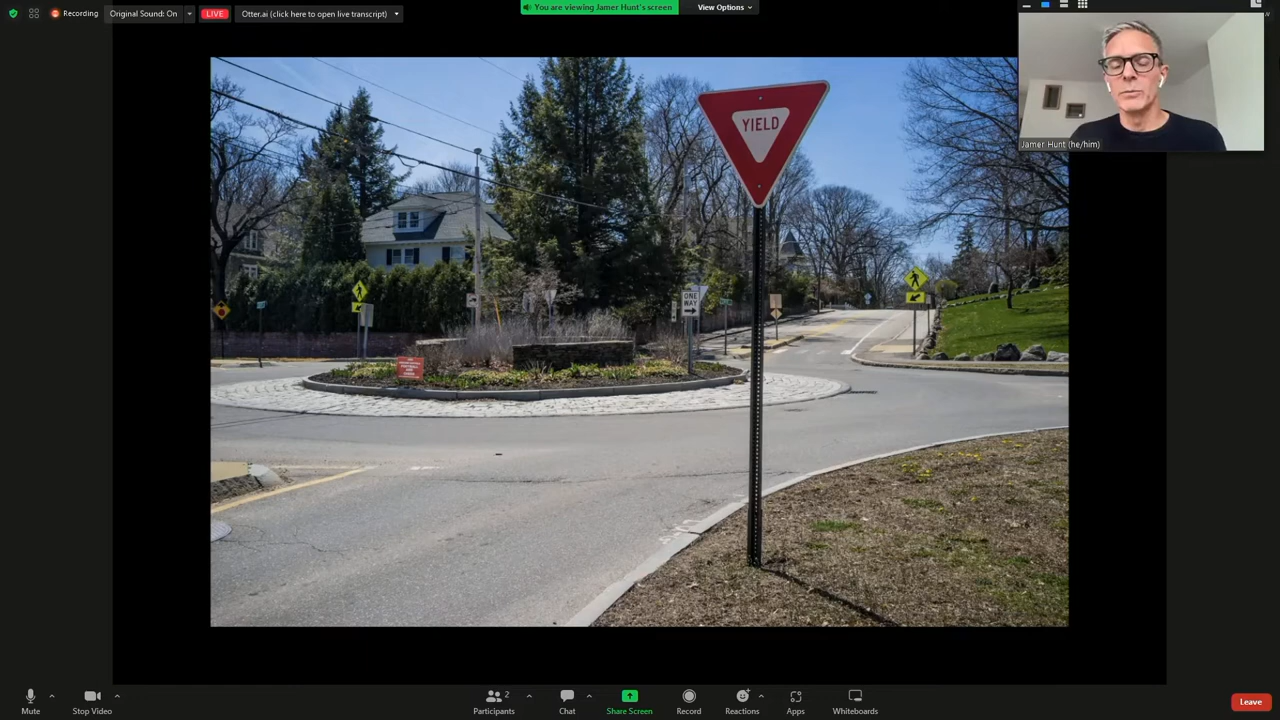 Recording
Original Sound: On
LIVE
Otter.ai (click here to open live transcript)
You are viewing Jamer Hunt's screen
View Options
Jamer Hunt (he/him)
YIELD
ONE
WAY
Mute
Stop Video
Participants
2
Chat
Share Screen
Record
Reactions
Apps
Whiteboards
Leave